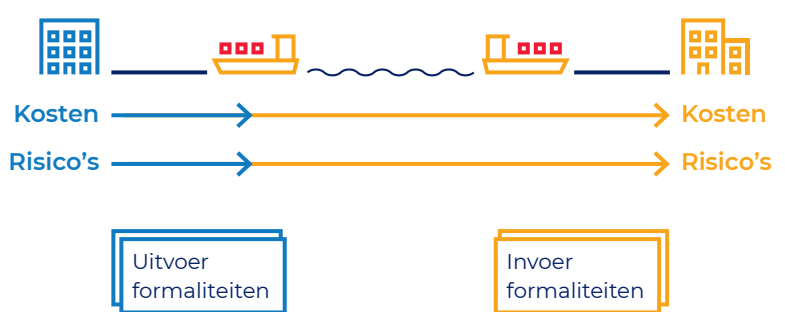 Kosten
Kosten
Risico's
Risico's
Uitvoer
formaliteiten
Invoer
formaliteiten